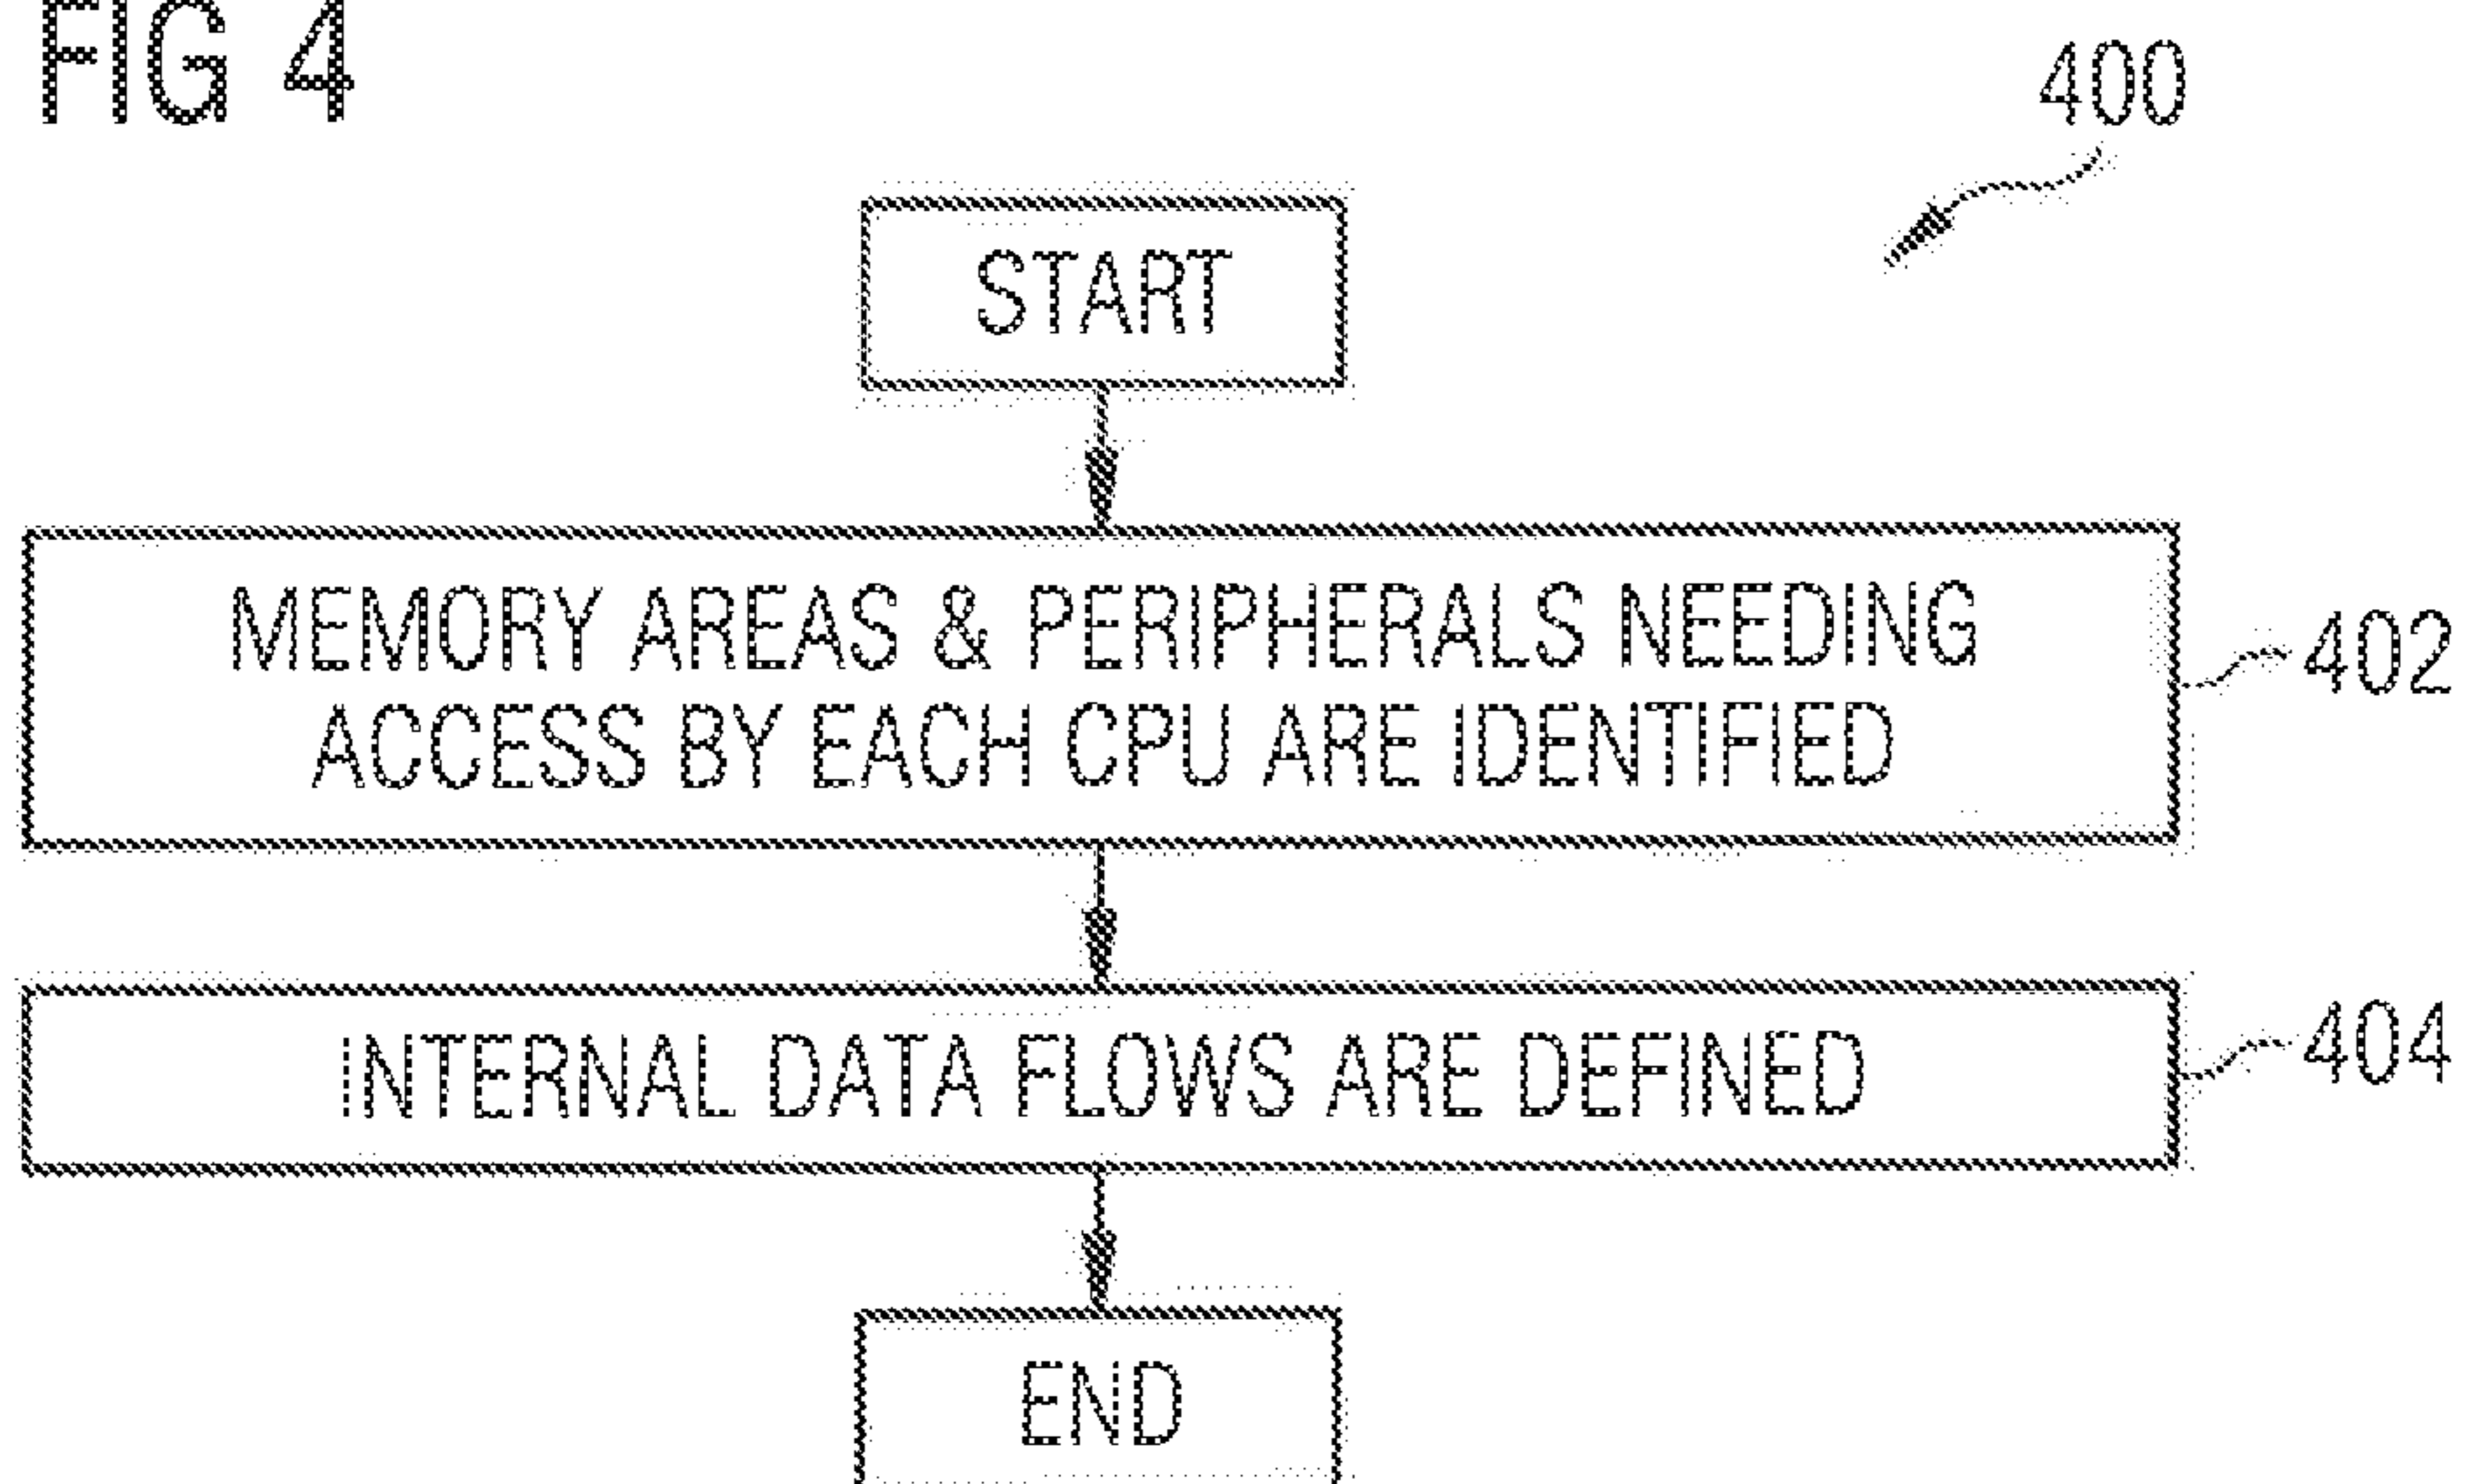 FIG 4
400
START
MEMORY AREAS & PERIPHERALS NEEDING
ACCESS BY EACH CPU ARE IDENTIFIED
402
INTERNAL DATA FLOWS ARE DEFINED
404
END